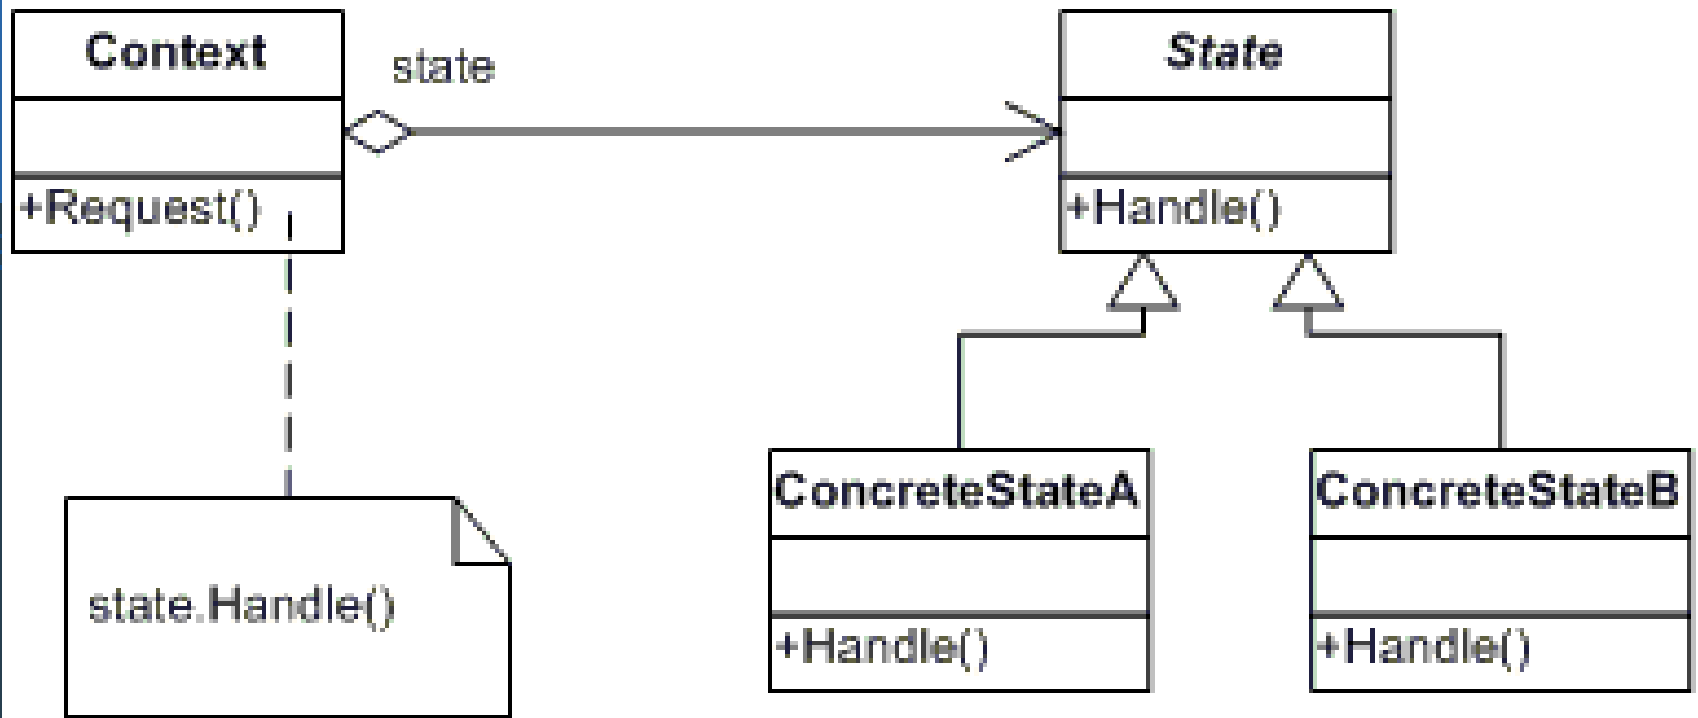 Context
state
State
+Request()
+Handle()
state.Handle()
ConcreteStateA
+Handle()
ConcreteStateB
+Handle()